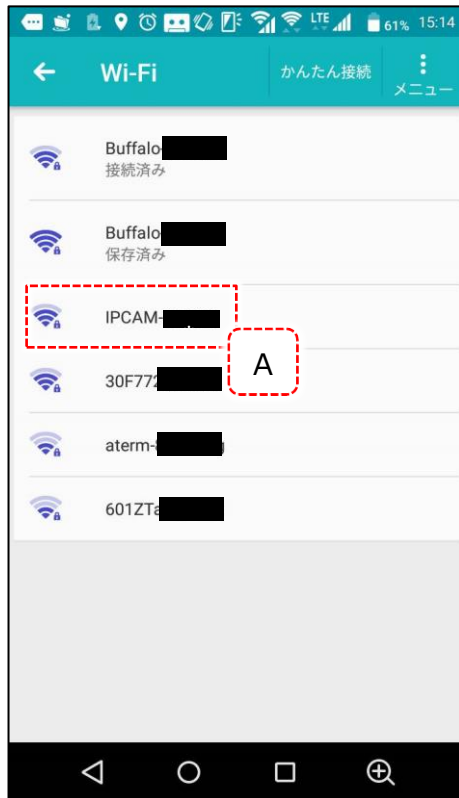 LTE 61% 15:14
Wi-Fi かんたん接続 メニュー
Buffalo
接続済み
Buffalo
保存済み
IPCAM-
A
30F772
aterm-
601ZTa